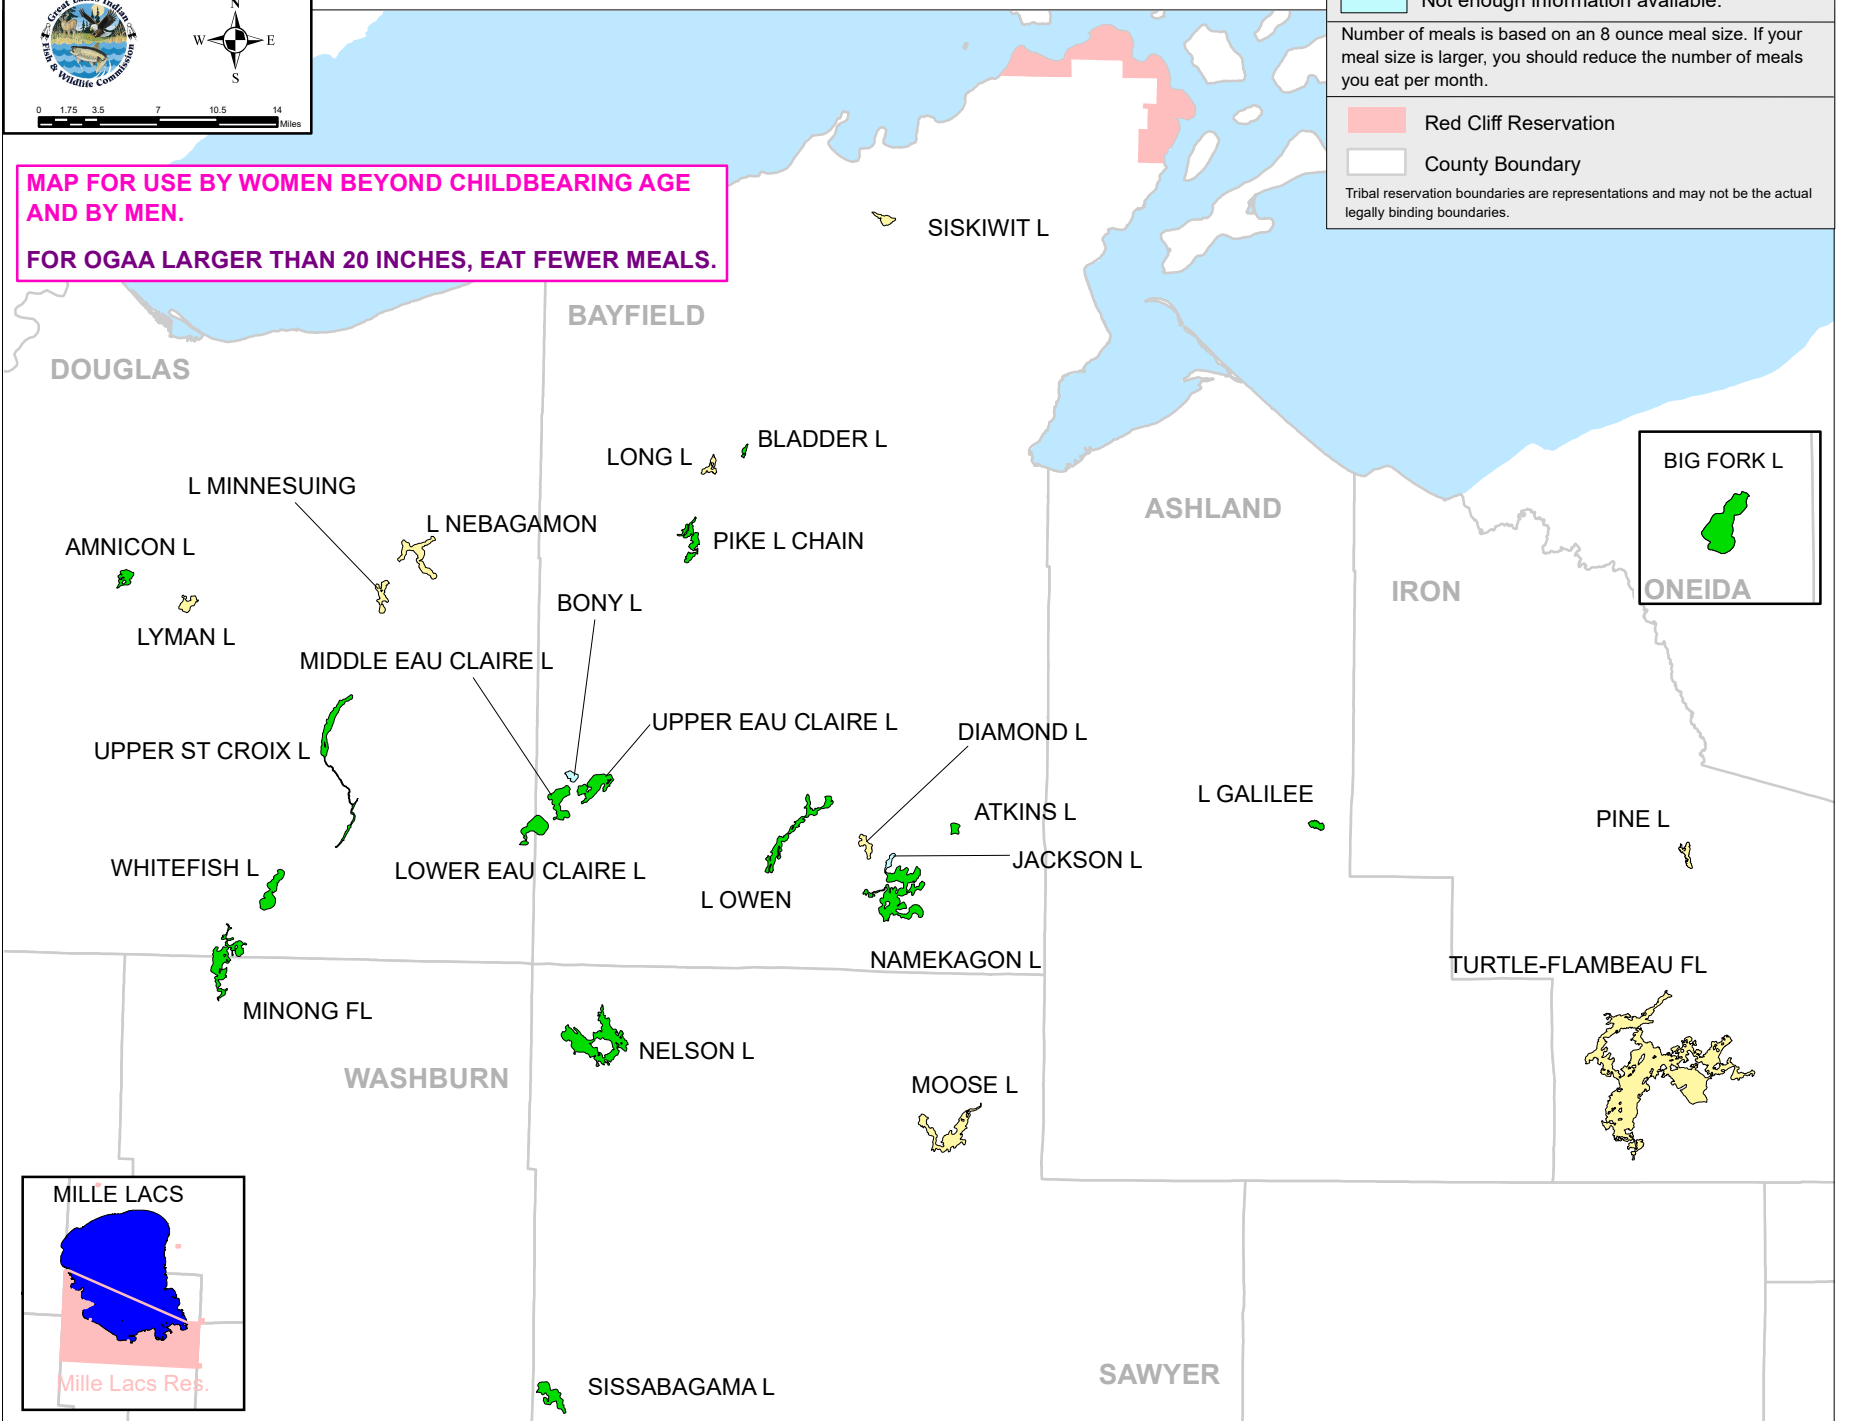 Great Lakes Indian
Fish & Wildlife Commission
N
W E
S
0 1.75 3.5 7 10.5 14
Miles
Not enough information available.
Number of meals is based on an 8 ounce meal size. If your
meal size is larger, you should reduce the number of meals
you eat per month.
Red Cliff Reservation
County Boundary
Tribal reservation boundaries are representations and may not be the actual
legally binding boundaries.
MAP FOR USE BY WOMEN BEYOND CHILDBEARING AGE
AND BY MEN.
FOR OGAA LARGER THAN 20 INCHES, EAT FEWER MEALS.
SISKIWIT L
BAYFIELD
DOUGLAS
BLADDER L
LONG L
BIG FORK L
L MINNESUING
ASHLAND
L NEBAGAMON
PIKE L CHAIN
AMNICON L
IRON
ONEIDA
BONY L
LYMAN L
MIDDLE EAU CLAIRE L
UPPER EAU CLAIRE L
DIAMOND L
UPPER ST CROIX L
L GALILEE
ATKINS L
PINE L
JACKSON L
WHITEFISH L
LOWER EAU CLAIRE L
L OWEN
NAMEKAGON L
TURTLE-FLAMBEAU FL
MINONG FL
NELSON L
WASHBURN
MOOSE L
MILLE LACS
Mille Lacs Res.
SAWYER
SISSABAGAMA L